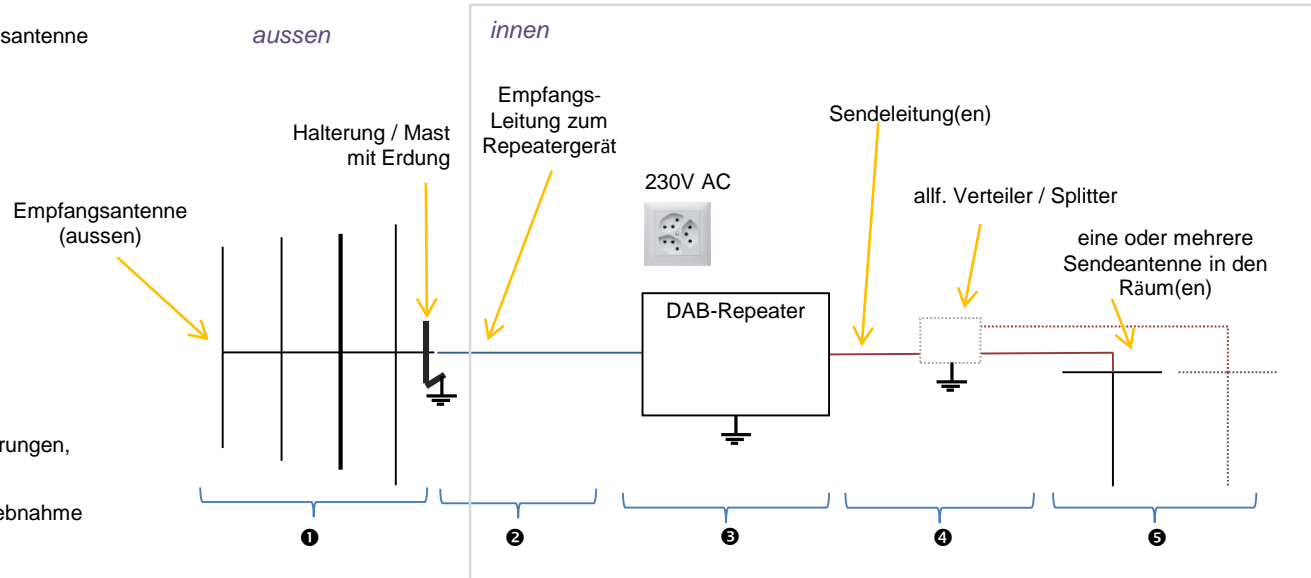 aussen
innen
Empfangs-
Leitung zum
Repeatergerät
Halterung / Mast
mit Erdung
Empfangsantenne
(aussen)
230V AC
Sendeleitung(en)
allf. Verteiler / Splitter
eine oder mehrere
Sendeantenne in den
Räum(en)
DAB-Repeater
santenne
rungen,
ebnahme
❶
❷
❸
❹
❺